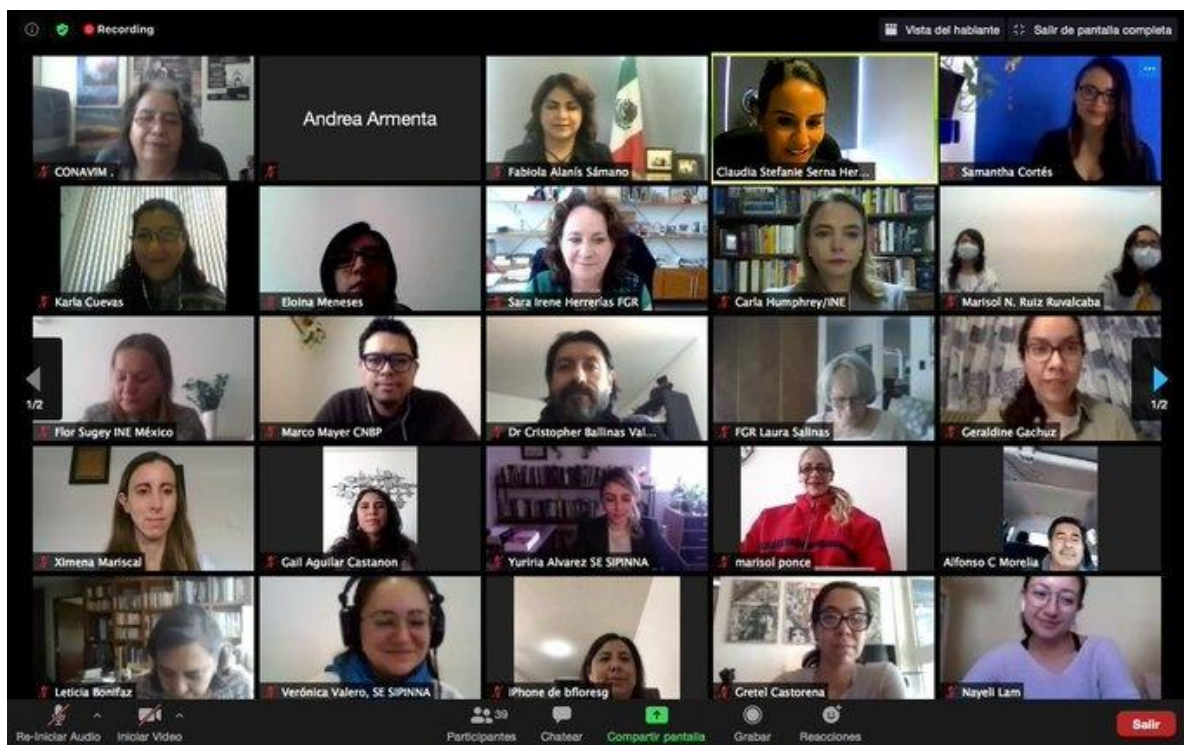 Recording
Vista del hablante
Salir de pantalla completa
CONAVIM .
Andrea Armenta
Fabiola Alanís Sámano
Claudia Stefanie Serna Her...
Samantha Cortés
Karla Cuevas
Eloina Meneses
Sara Irene Herrerías FGR
Carla Humphrey/INE
Marisol N. Ruiz Ruvalcaba
1/2
Flor Sugey INE México
Marco Mayer CNBP
Dr Cristopher Ballinas Val...
FGR Laura Salinas
Geraldine Gachuz
1/2
Ximena Mariscal
Gail Aguilar Castanon
Yuriria Alvarez SE SIPINNA
marisol ponce
Alfonso C Morelia
Leticia Bonifaz
Verónica Valero, SE SIPINNA
iPhone de bfloresg
Gretel Castorena
Nayeli Lam
Re-Iniciar Audio
Iniciar Video
39
Participantes
Chatear
Compartir pantalla
Grabar
Reacciones
Salir